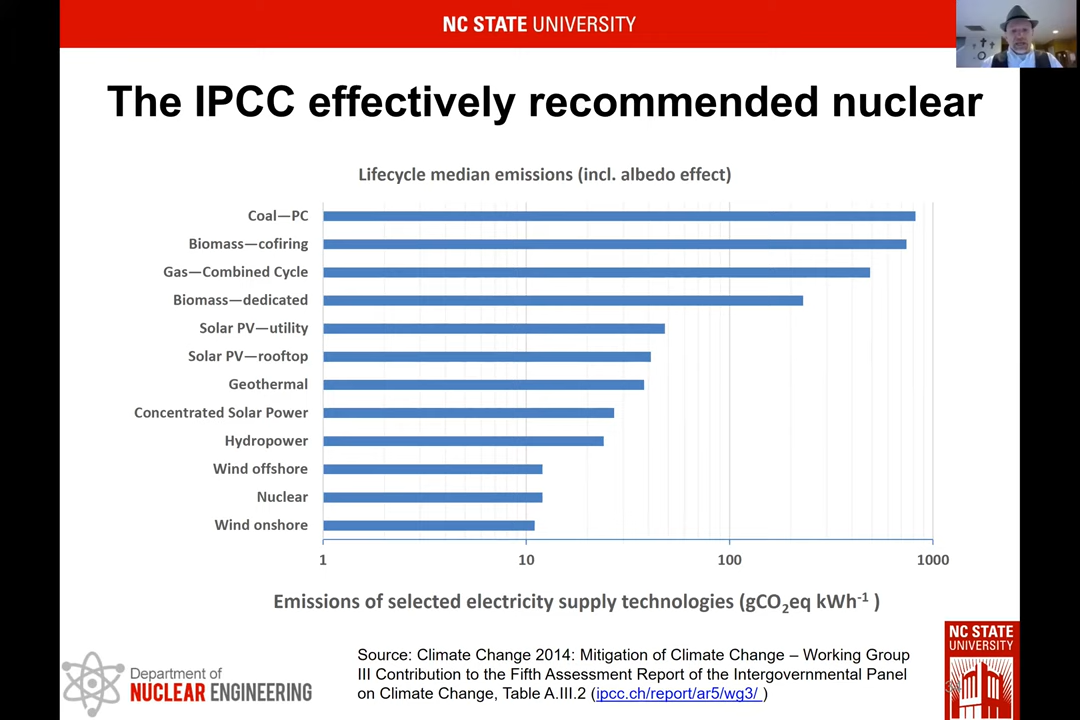 NC STATE UNIVERSITY
The IPCC effectively recommended nuclear
Lifecycle median emissions (incl. albedo effect)
Coal—PC
Biomass—cofiring
Gas—Combined Cycle
Biomass—dedicated
Solar PV—utility
Solar PV—rooftop
Geothermal
Concentrated Solar Power
Hydropower
Wind offshore
Nuclear
Wind onshore
1 10 100 1000
Emissions of selected electricity supply technologies (gCO₂eq kWh⁻¹ )
Department of
NUCLEAR ENGINEERING
Source: Climate Change 2014: Mitigation of Climate Change – Working Group
III Contribution to the Fifth Assessment Report of the Intergovernmental Panel
on Climate Change, Table A.III.2 (ipcc.ch/report/ar5/wg3/ )
NC STATE
UNIVERSITY